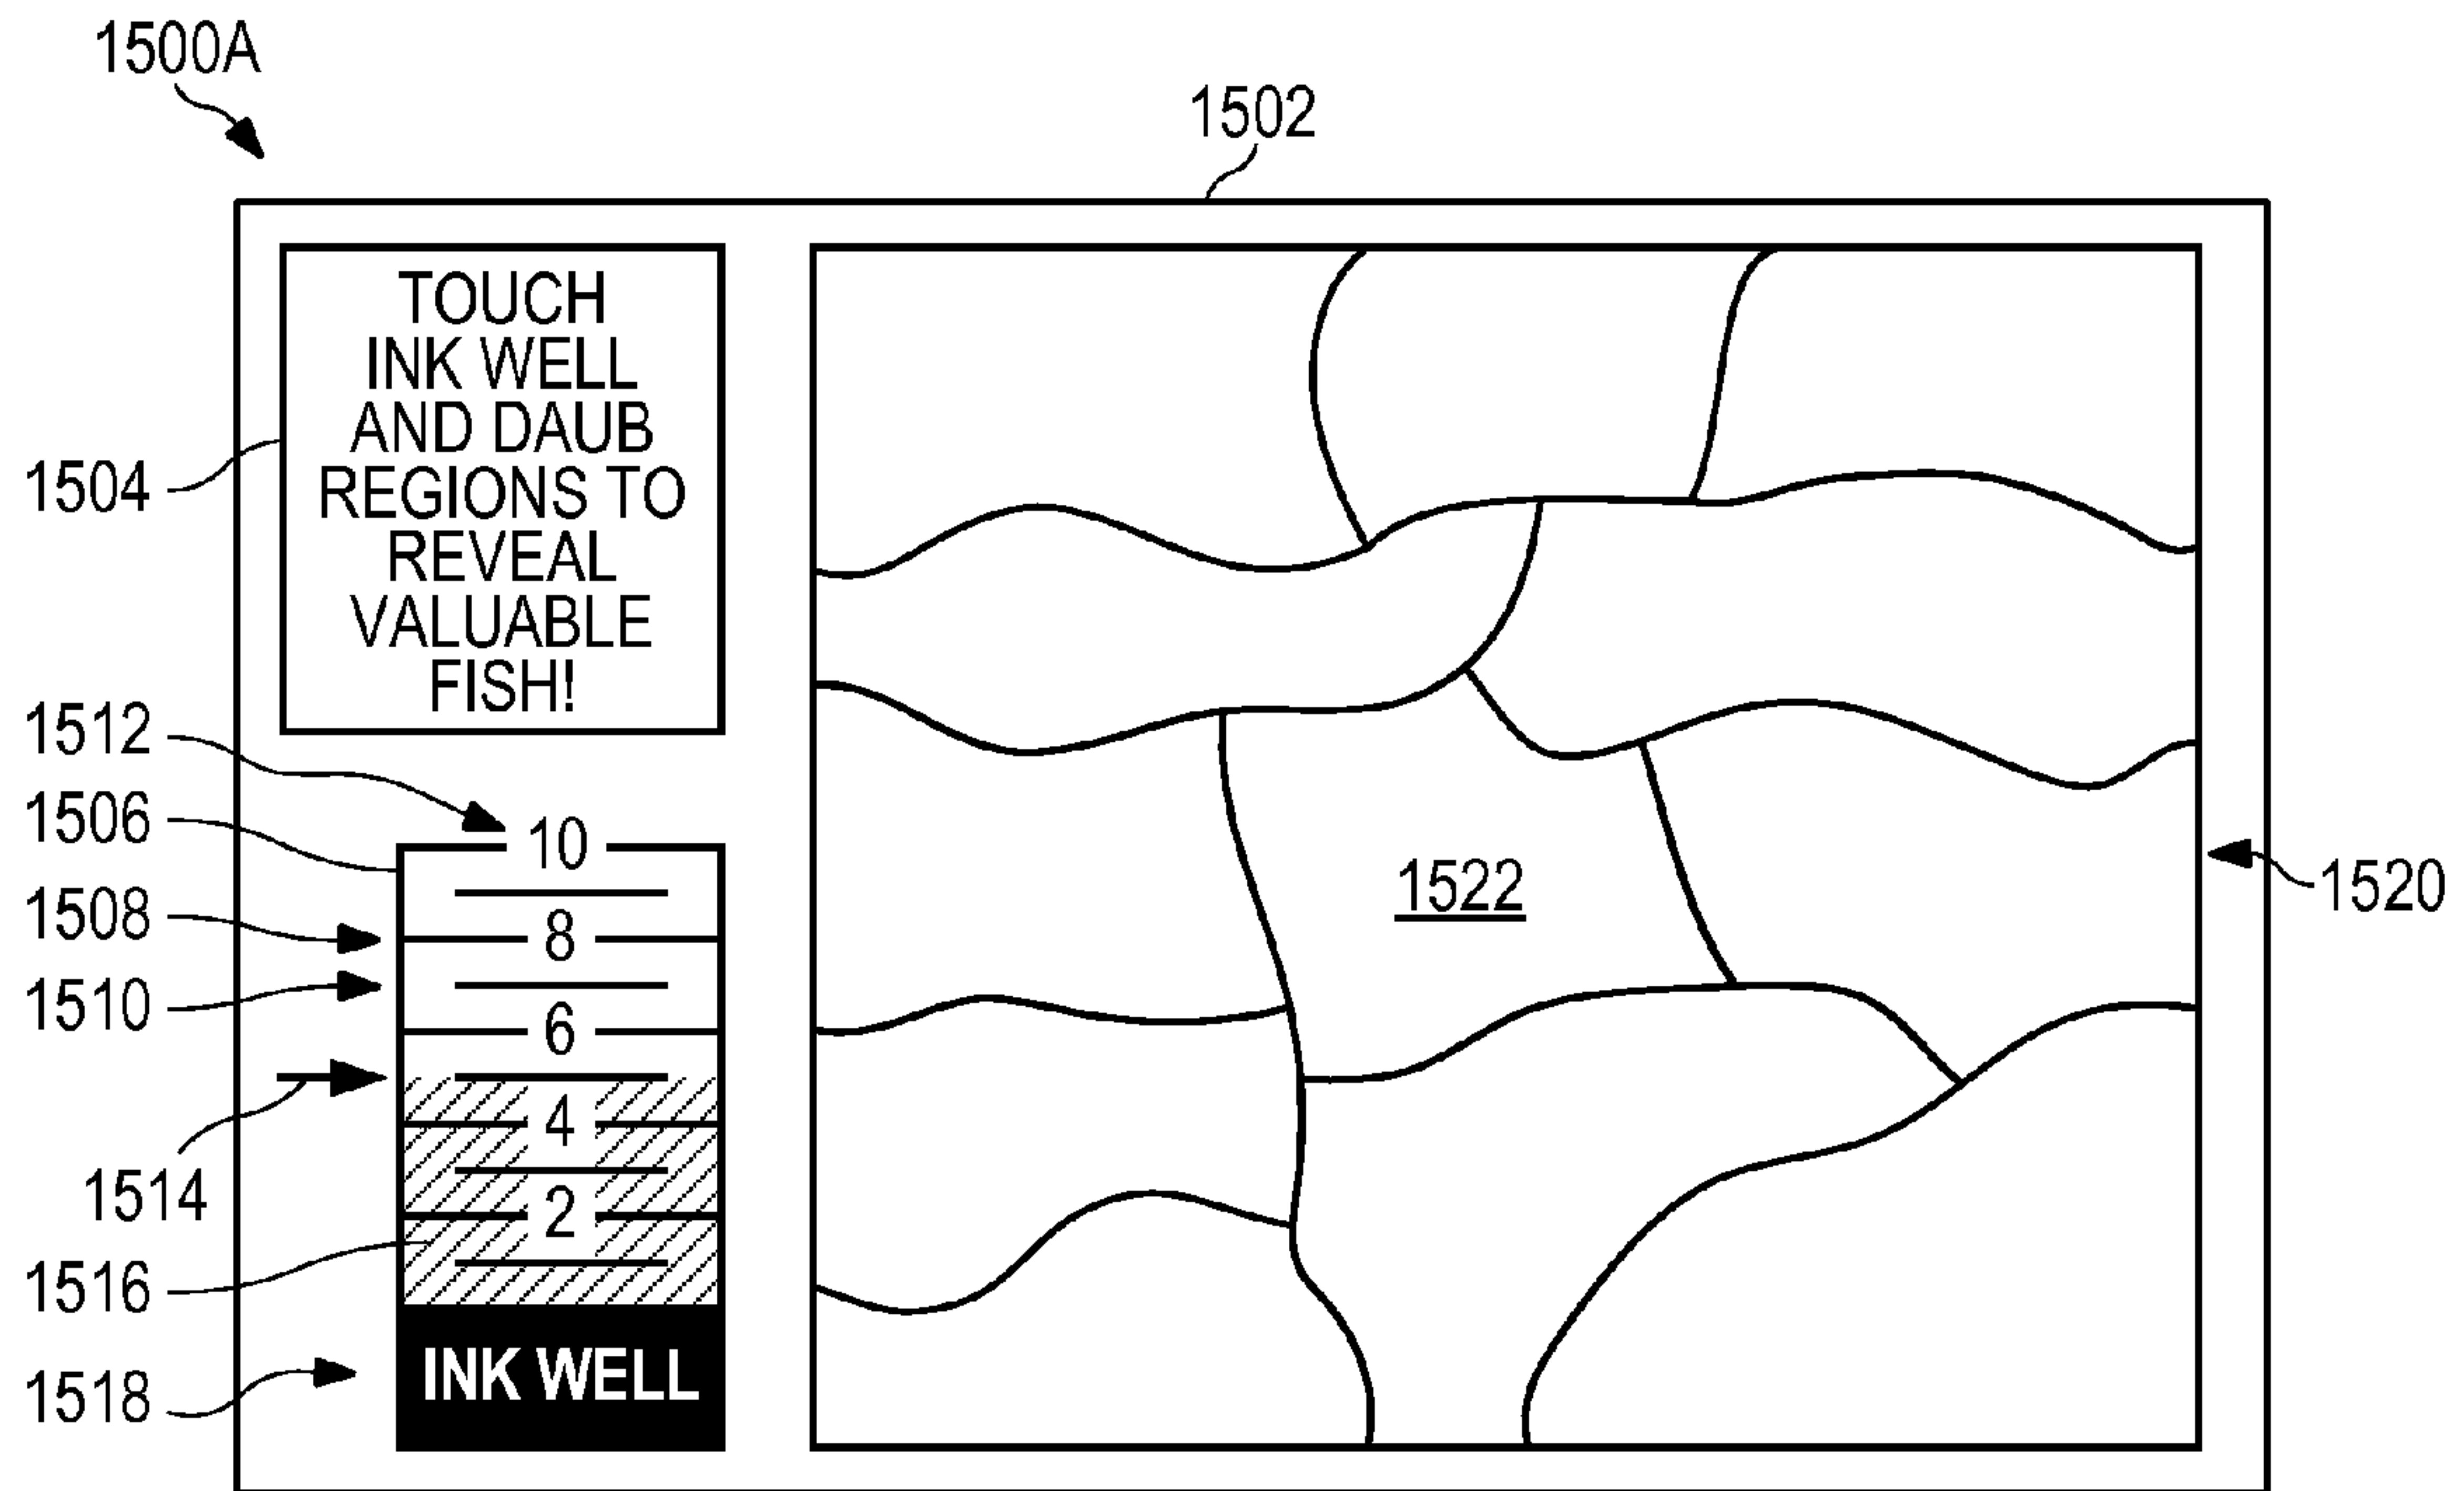 1500A
1502
TOUCH
INK WELL
AND DAUB
REGIONS TO
REVEAL
VALUABLE
FISH!
1504
1512
1506
1508
1510
1514
1516
1518
10
8
6
4
2
INK WELL
1522
1520